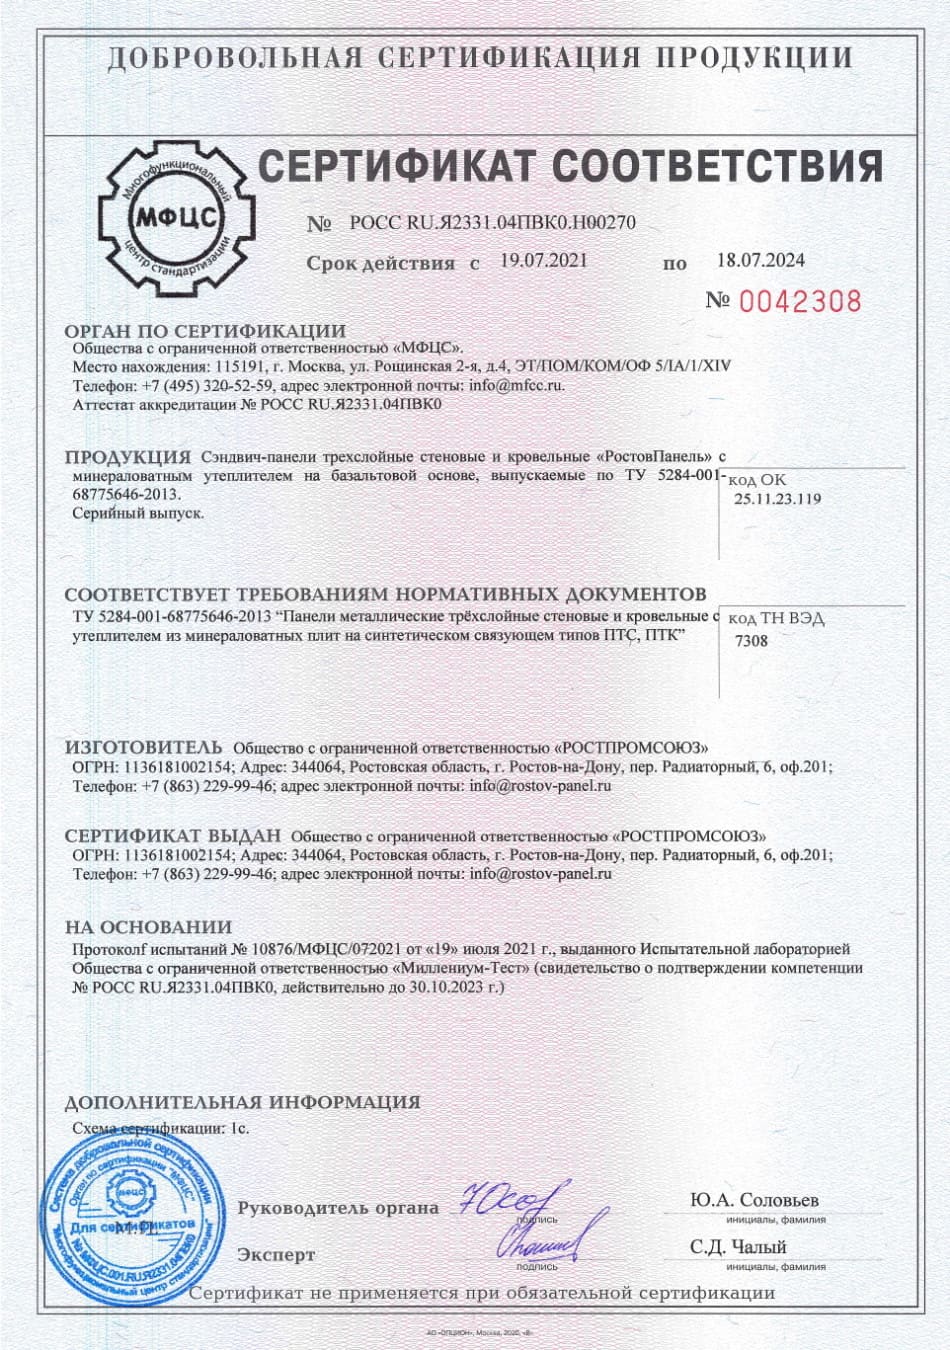 ДОБРОВОЛЬНАЯ СЕРТИФИКАЦИЯ ПРОДУКЦИИ
Многофункциональный
МФЦС
центр стандартизации
СЕРТИФИКАТ СООТВЕТСТВИЯ
№ РОСС RU.Я2331.04ПВК0.Н00270
Срок действия с 19.07.2021 по 18.07.2024
№ 0042308
ОРГАН ПО СЕРТИФИКАЦИИ
Общества с ограниченной ответственностью «МФЦС».
Место нахождения: 115191, г. Москва, ул. Рощинская 2-я, д.4, ЭТ/ПОМ/КОМ/ОФ 5/IА/1/XIV
Телефон: +7 (495) 320-52-59, адрес электронной почты: info@mfcc.ru.
Аттестат аккредитации № РОСС RU.Я2331.04ПВК0
ПРОДУКЦИЯ Сэндвич-панели трехслойные стеновые и кровельные «РостовПанель» с
минераловатным утеплителем на базальтовой основе, выпускаемые по ТУ 5284-001-
68775646-2013.
Серийный выпуск.
код ОК
25.11.23.119
СООТВЕТСТВУЕТ ТРЕБОВАНИЯМ НОРМАТИВНЫХ ДОКУМЕНТОВ
ТУ 5284-001-68775646-2013 “Панели металлические трёхслойные стеновые и кровельные с
утеплителем из минераловатных плит на синтетическом связующем типов ПТС, ПТК”
код ТН ВЭД
7308
ИЗГОТОВИТЕЛЬ Общество с ограниченной ответственностью «РОСТПРОМСОЮЗ»
ОГРН: 1136181002154; Адрес: 344064, Ростовская область, г. Ростов-на-Дону, пер. Радиаторный, 6, оф.201;
Телефон: +7 (863) 229-99-46; адрес электронной почты: info@rostov-panel.ru
СЕРТИФИКАТ ВЫДАН Общество с ограниченной ответственностью «РОСТПРОМСОЮЗ»
ОГРН: 1136181002154; Адрес: 344064, Ростовская область, г. Ростов-на-Дону, пер. Радиаторный, 6, оф.201;
Телефон: +7 (863) 229-99-46; адрес электронной почты: info@rostov-panel.ru
НА ОСНОВАНИИ
Протоколf испытаний № 10876/МФЦС/072021 от «19» июля 2021 г., выданного Испытательной лабораторией
Общества с ограниченной ответственностью «Миллениум-Тест» (свидетельство о подтверждении компетенции
№ РОСС RU.Я2331.04ПВК0, действительно до 30.10.2023 г.)
ДОПОЛНИТЕЛЬНАЯ ИНФОРМАЦИЯ
Схема сертификации: 1с.
Система добровольной сертификации
Орган по сертификации "МФЦС"
МФЦС
Для сертификатов
М.П.
"Многофункциональный центр стандартизации"
Руководитель органа
подпись
Ю.А. Соловьев
инициалы, фамилия
Эксперт
подпись
С.Д. Чалый
инициалы, фамилия
Сертификат не применяется при обязательной сертификации
АО «ОПЦИОН», Москва, 2020, «В»